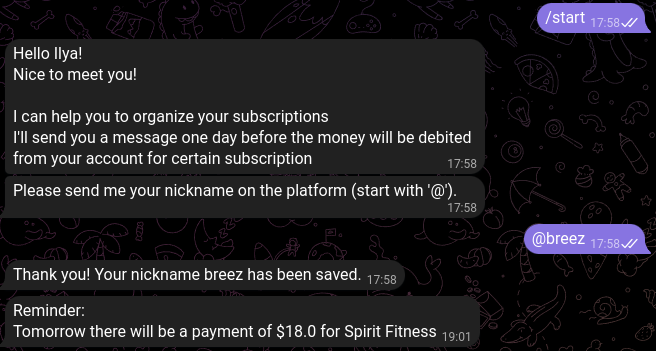 /start 17:58
Hello Ilya!
Nice to meet you!
I can help you to organize your subscriptions
I'll send you a message one day before the money will be debited
from your account for certain subscription
17:58
Please send me your nickname on the platform (start with '@').
17:58
@breez 17:58
Thank you! Your nickname breez has been saved. 17:58
Reminder:
Tomorrow there will be a payment of $18.0 for Spirit Fitness 19:01